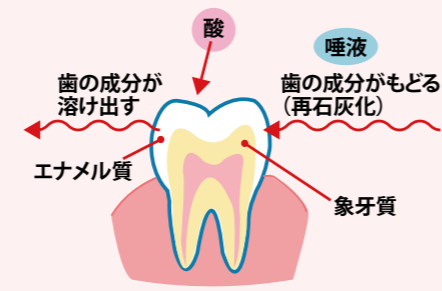 酸
唾液
歯の成分が
溶け出す
歯の成分がもどる
（再石灰化）
エナメル質
象牙質